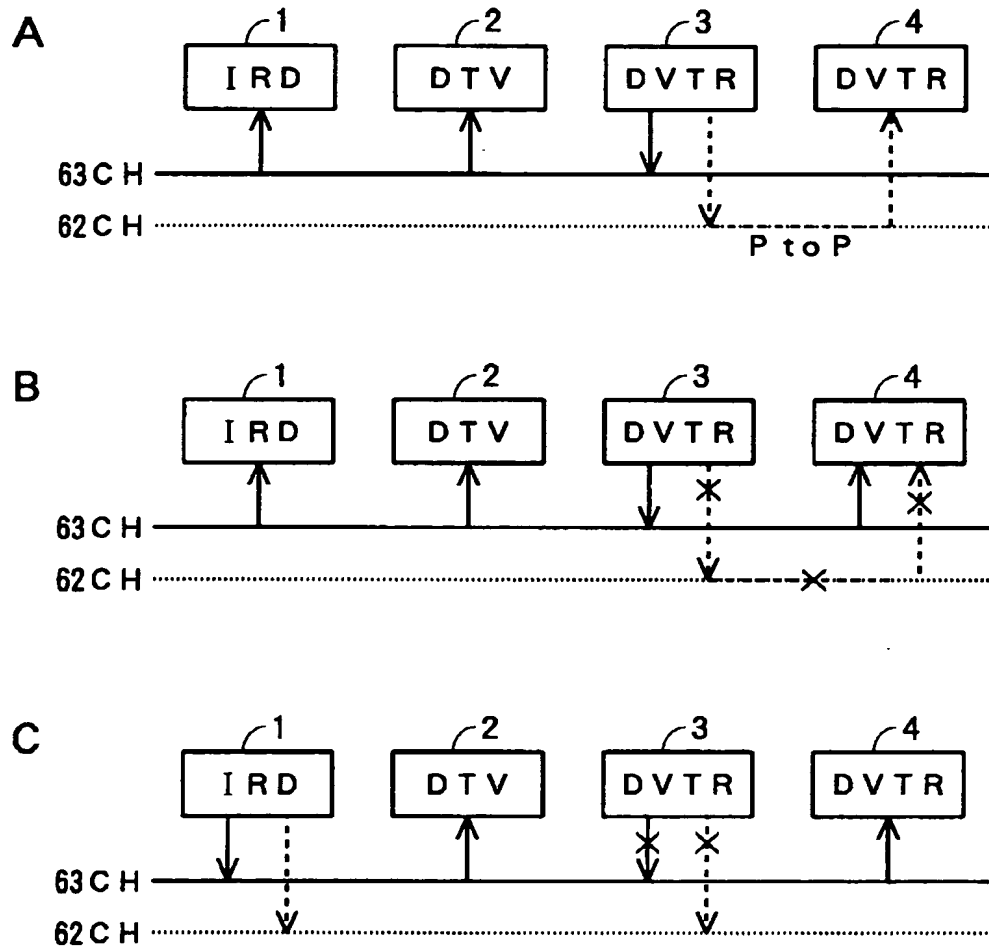 A
1 2 3 4
IRD DTV DVTR DVTR
63CH
62CH
P to P
B
1 2 3 4
IRD DTV DVTR DVTR
63CH
62CH
C
1 2 3 4
IRD DTV DVTR DVTR
63CH
62CH